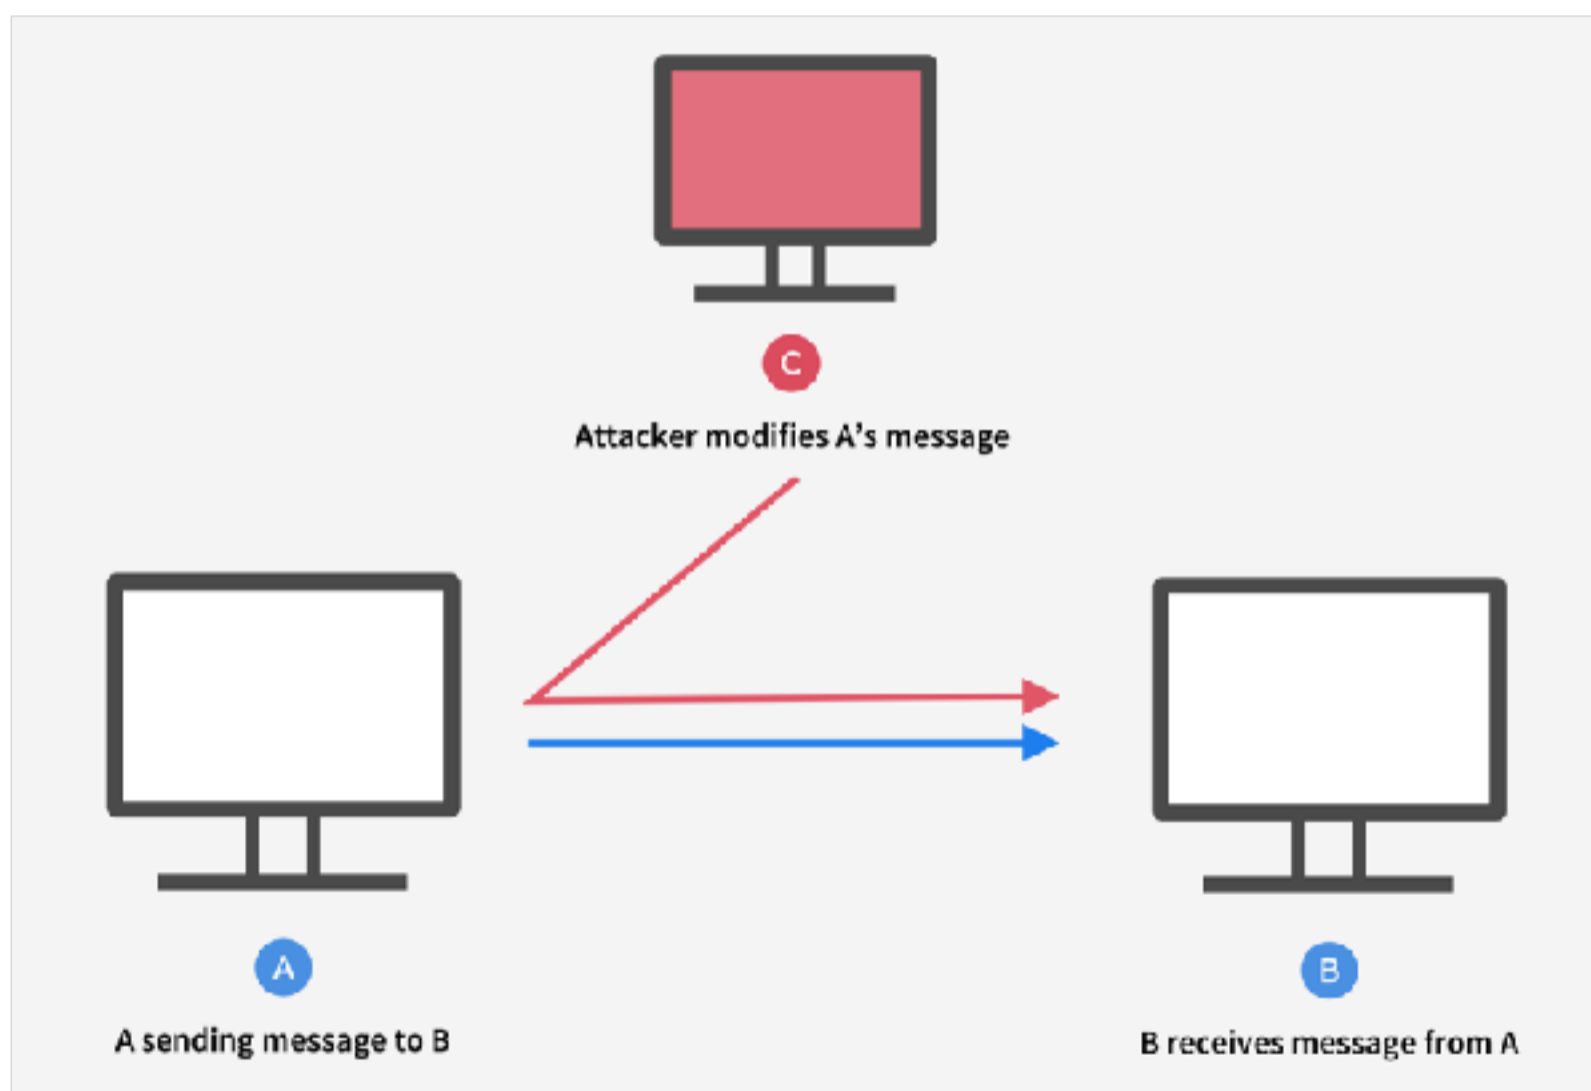 C
Attacker modifies A's message
A
B
A sending message to B
B receives message from A